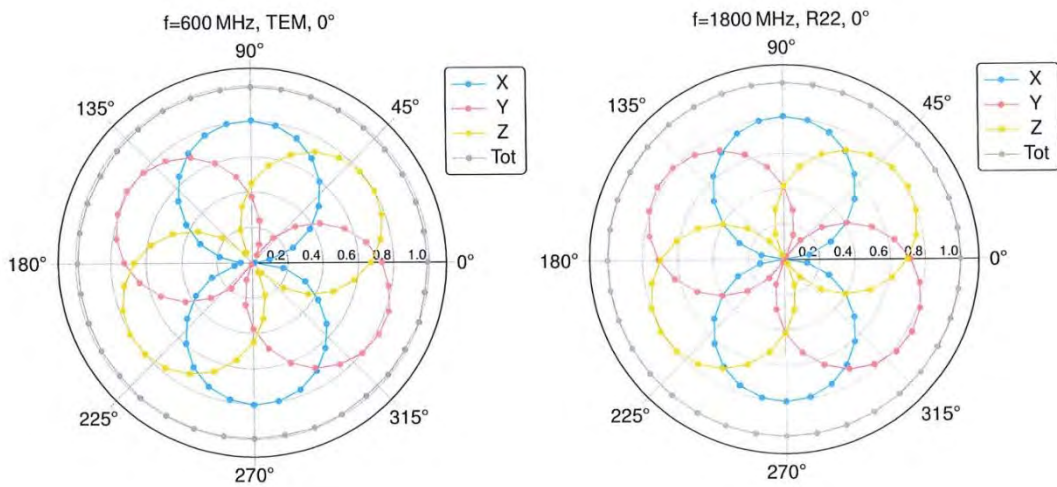 f=600 MHz, TEM, 0°
90°
135°
45°
X
Y
Z
Tot
180°
0.2 0.4 0.6 0.8 1.0
0°
225°
315°
270°
f=1800 MHz, R22, 0°
90°
135°
45°
X
Y
Z
Tot
180°
0.2 0.4 0.6 0.8 1.0
0°
225°
315°
270°